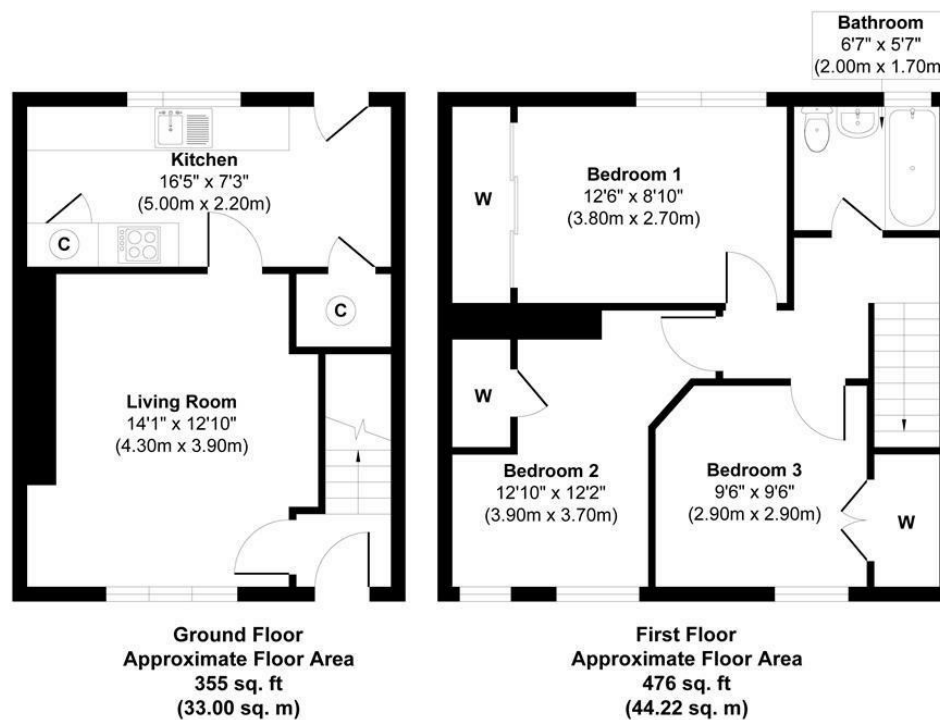 Bathroom
6'7" x 5'7"
(2.00m x 1.70m
Kitchen
16'5" x 7'3"
(5.00m x 2.20m)
C
C
Living Room
14'1" x 12'10"
(4.30m x 3.90m)
W
Bedroom 1
12'6" x 8'10"
(3.80m x 2.70m)
W
Bedroom 2
12'10" x 12'2"
(3.90m x 3.70m)
Bedroom 3
9'6" x 9'6"
(2.90m x 2.90m)
W
Ground Floor
Approximate Floor Area
355 sq. ft
(33.00 sq. m)
First Floor
Approximate Floor Area
476 sq. ft
(44.22 sq. m)